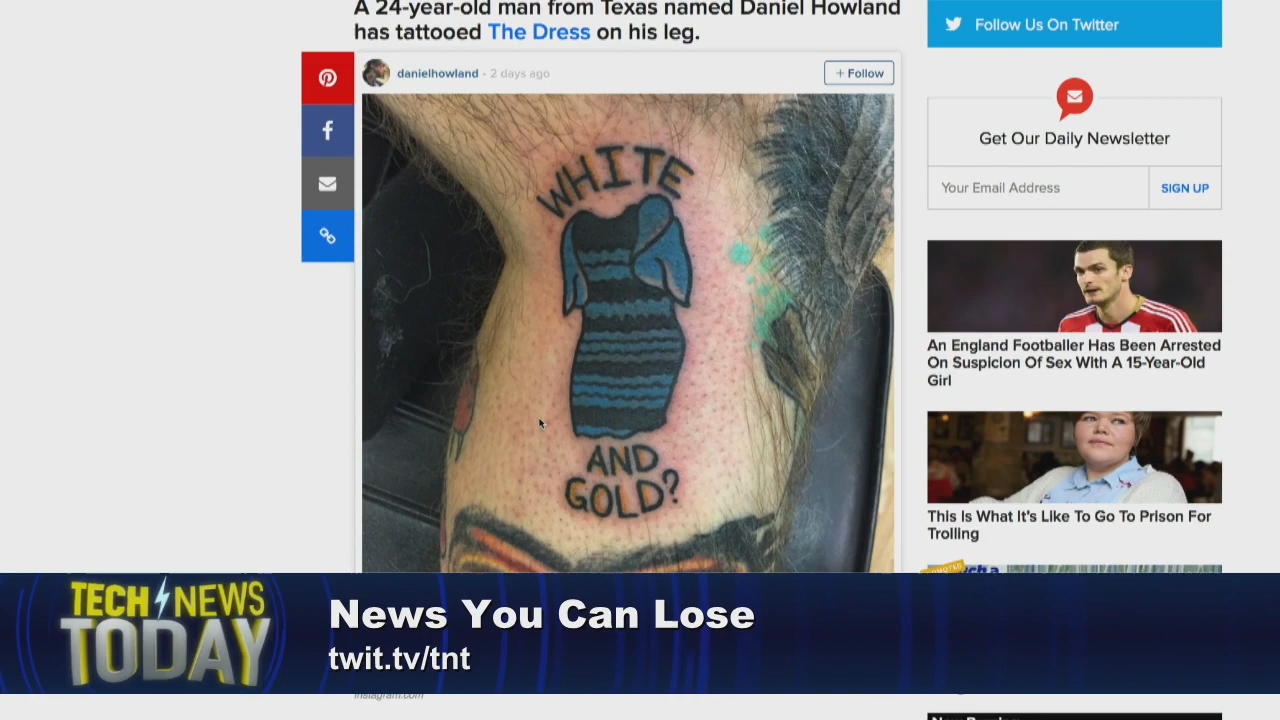 A 24-year-old man from Texas named Daniel Howland
has tattooed The Dress on his leg.
danielhowland - 2 days ago
+ Follow
WHITE
AND
GOLD?
Follow Us On Twitter
Get Our Daily Newsletter
Your Email Address
SIGN UP
An England Footballer Has Been Arrested
On Suspicion Of Sex With A 15-Year-Old
Girl
This Is What It's Like To Go To Prison For
Trolling
TECH NEWS
TODAY
News You Can Lose
twit.tv/tnt
instagram.com